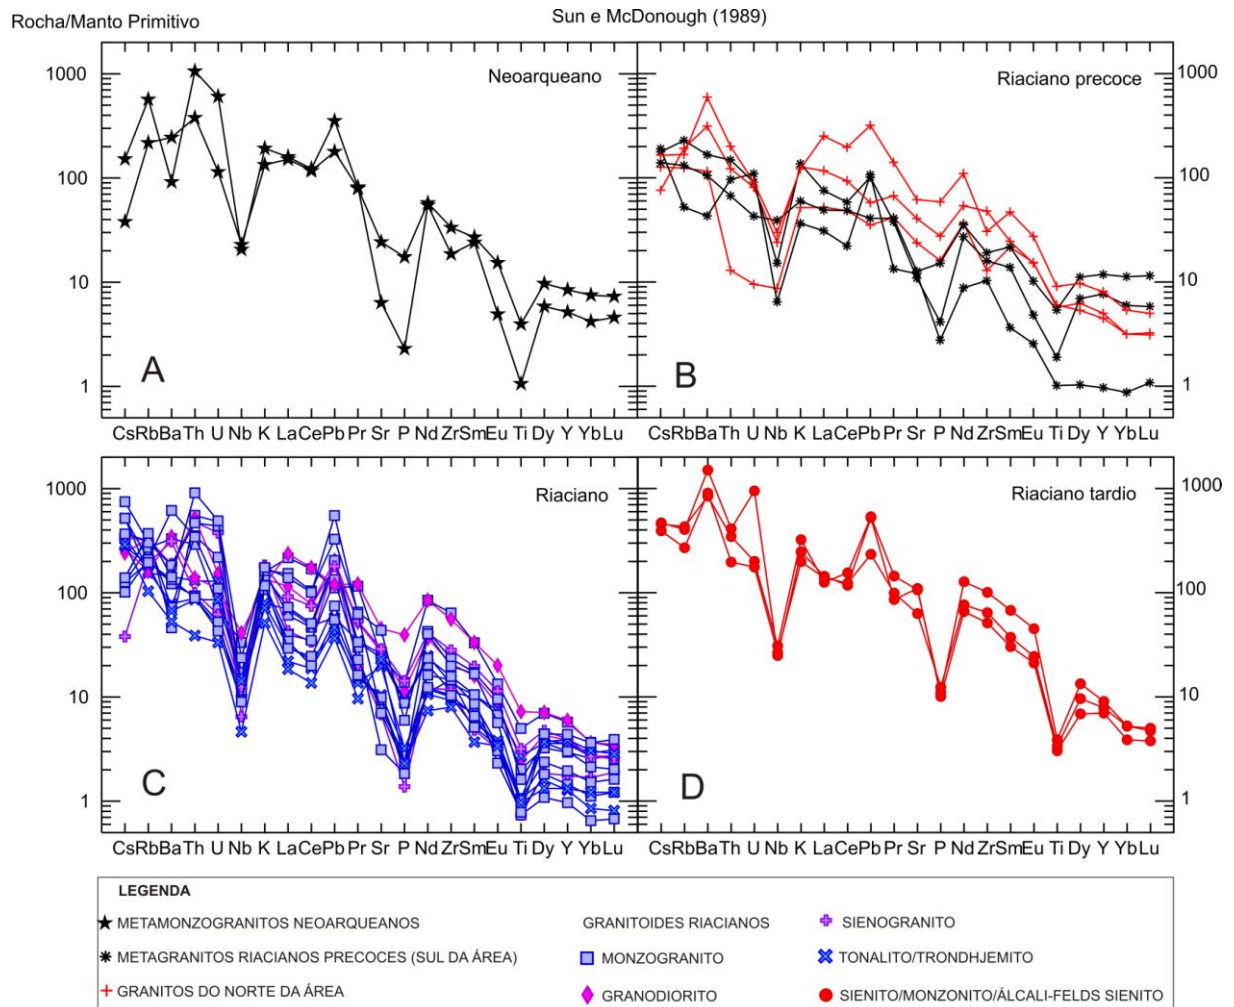 Rocha/Manto Primitivo
Sun e McDonough (1989)
1000
100
10
1
Neoarqueano
A
Riaciano precoce
B
1000
100
10
1
CsRbBaTh U Nb K LaCePbPr Sr P NdZrSmEu Ti Dy Y YbLu
CsRbBaTh U Nb K LaCePbPr Sr P NdZrSmEu Ti Dy Y YbLu
1000
100
10
1
Riaciano
C
Riaciano tardio
D
1000
100
10
1
CsRbBaTh U Nb K LaCePbPr Sr P NdZrSmEu Ti Dy Y YbLu
CsRbBaTh U Nb K LaCePbPr Sr P NdZrSmEu Ti Dy Y YbLu
LEGENDA
METAMONZOGRANITOS NEOARQUEANOS
METAGRANITOS RIACIANOS PRECOCES (SUL DA ÁREA)
GRANITOS DO NORTE DA ÁREA
GRANITOIDES RIACIANOS
MONZOGRANITO
GRANODIORITO
SIENOGRANITO
TONALITO/TRONDHJEMITO
SIENITO/MONZONITO/ÁLCALI-FELDS SIENITO